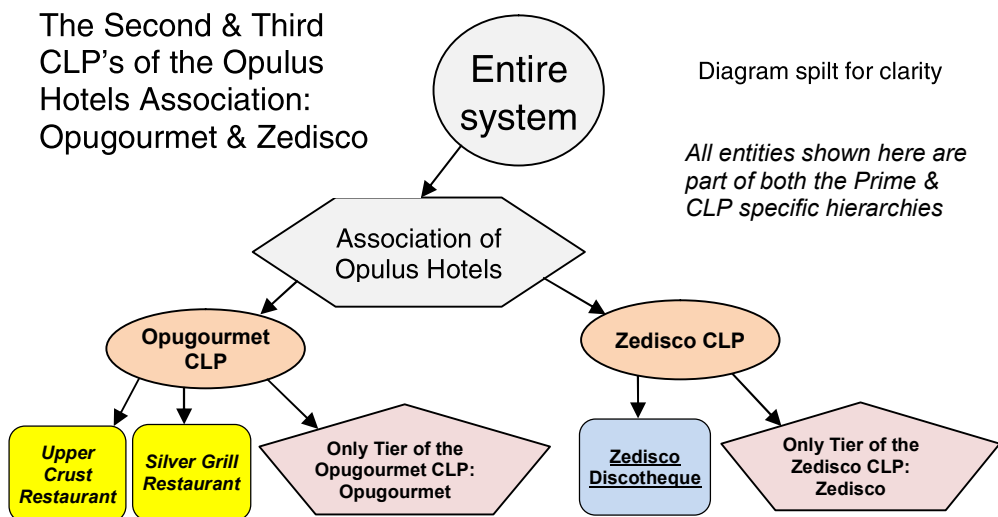 The Second & Third
CLP's of the Opulus
Hotels Association:
Opugourmet & Zedisco
Entire
system
Diagram spilt for clarity
All entities shown here are
part of both the Prime &
CLP specific hierarchies
Association of
Opulus Hotels
Opugourmet
CLP
Zedisco CLP
Upper
Crust
Restaurant
Silver Grill
Restaurant
Only Tier of the
Opugourmet CLP:
Opugourmet
Zedisco
Discotheque
Only Tier of the
Zedisco CLP:
Zedisco